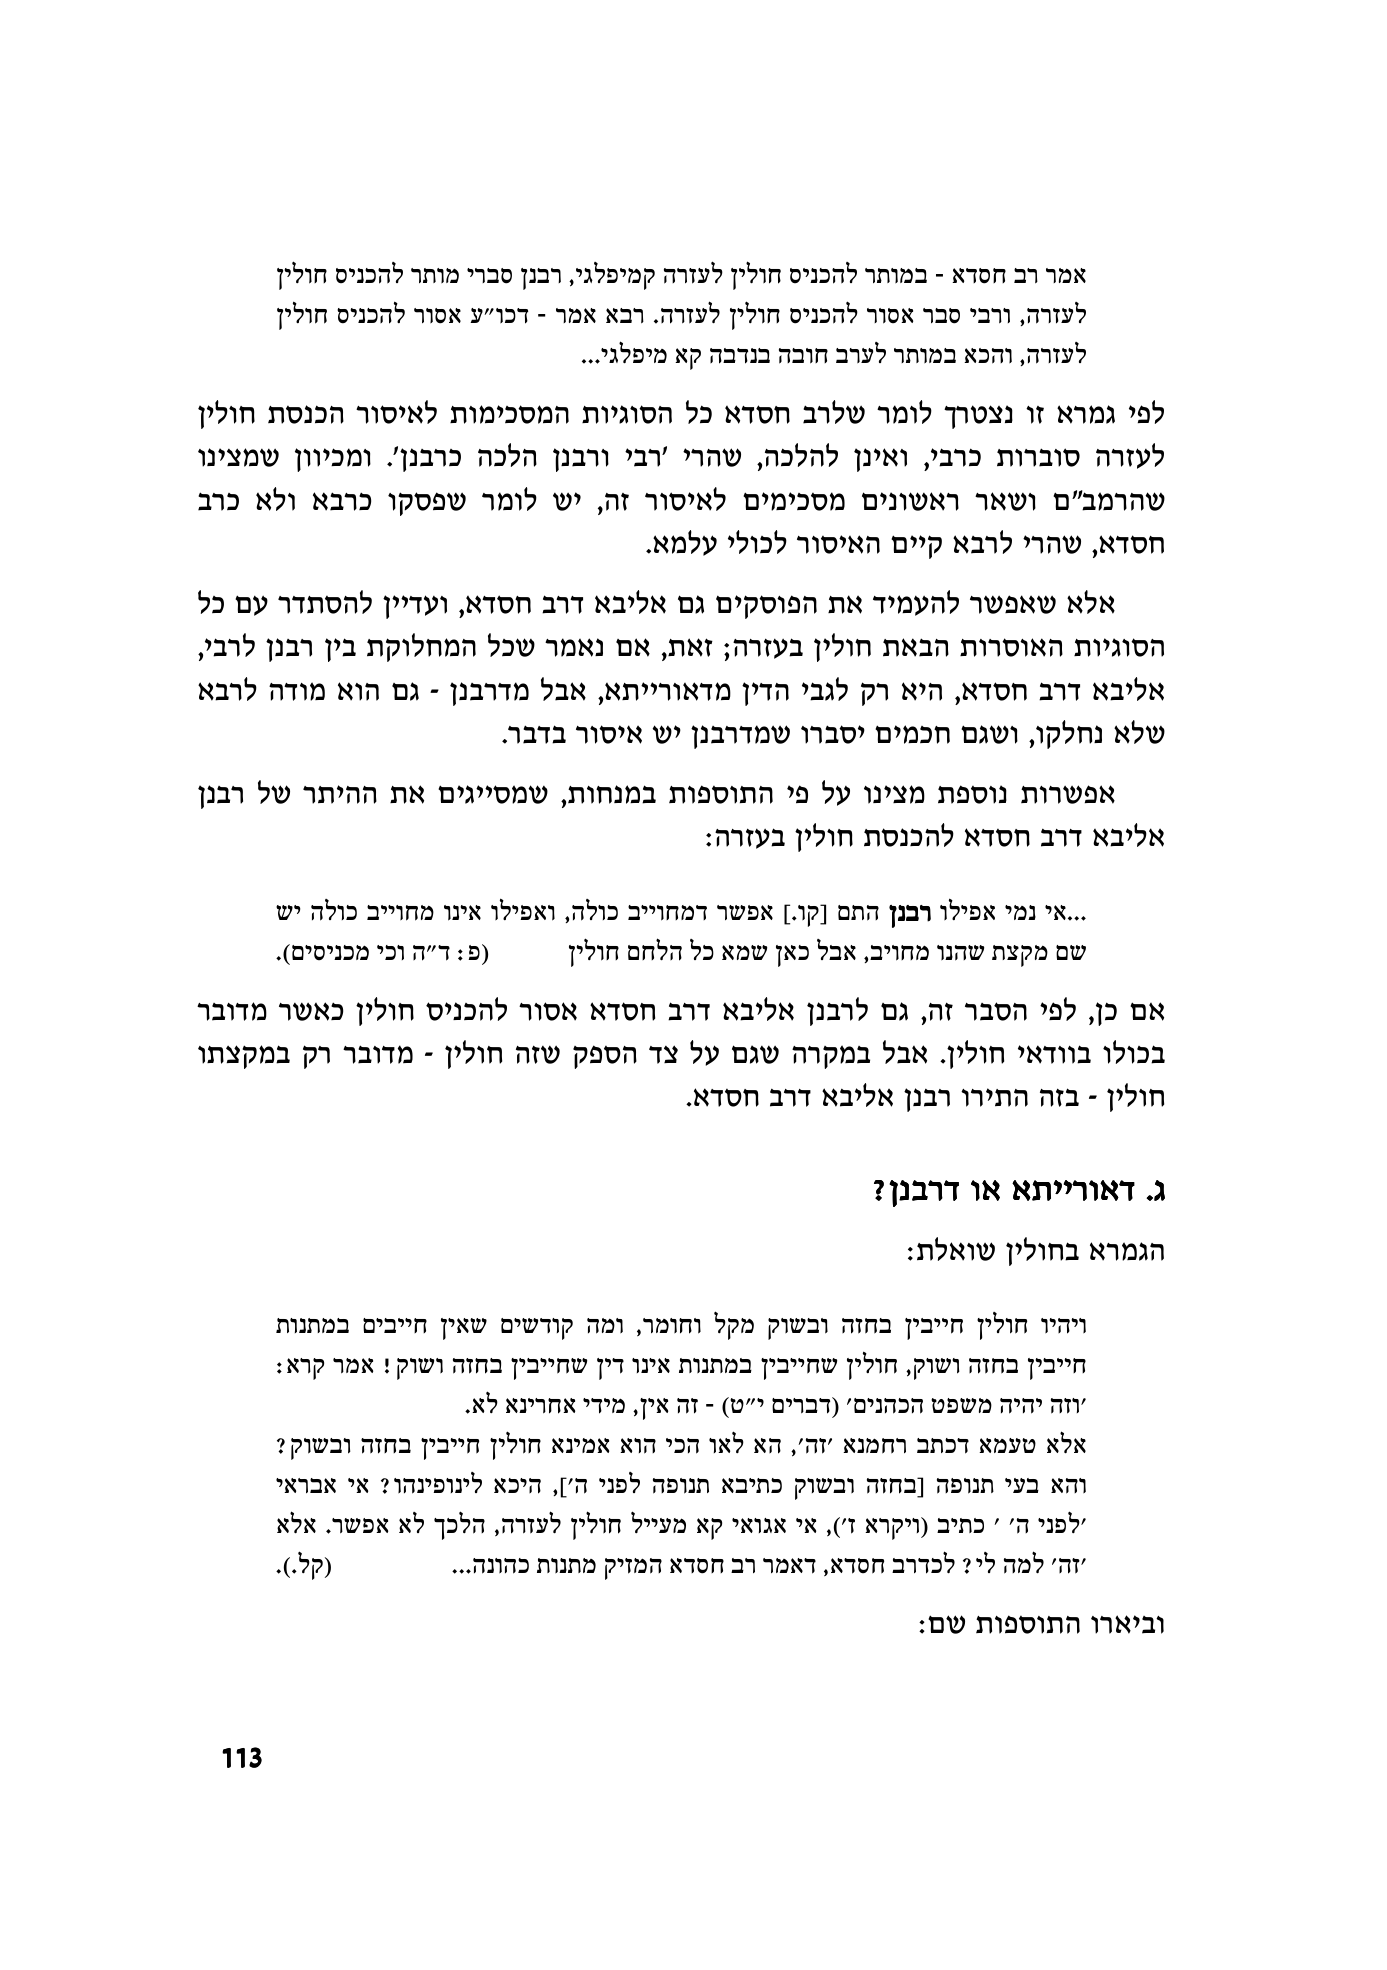 אמר רב חסדא - במותר להכניס חולין לעזרה קמיפלגי, רבנן סברי מותר להכניס חולין
לעזרה, ורבי סבר אסור להכניס חולין לעזרה. רבא אמר - דכו״ע אסור להכניס חולין
לעזרה, והכא במותר לערב חובה בנדבה קא מיפלגי...
לפי גמרא זו נצטרך לומר שלרב חסדא כל הסוגיות המסכימות לאיסור הכנסת חולין
לעזרה סוברות כרבי, ואינן להלכה, שהרי ׳רבי ורבנן הלכה כרבנן׳. ומכיוון שמצינו
שהרמב״ם ושאר ראשונים מסכימים לאיסור זה, יש לומר שפסקו כרבא ולא כרב
חסדא, שהרי לרבא קיים האיסור לכולי עלמא.
אלא שאפשר להעמיד את הפוסקים גם אליבא דרב חסדא, ועדיין להסתדר עם כל
הסוגיות האוסרות הבאת חולין בעזרה; זאת, אם נאמר שכל המחלוקת בין רבנן לרבי,
אליבא דרב חסדא, היא רק לגבי הדין מדאורייתא, אבל מדרבנן - גם הוא מודה לרבא
שלא נחלקו, ושגם חכמים יסברו שמדרבנן יש איסור בדבר.
אפשרות נוספת מצינו על פי התוספות במנחות, שמסייגים את ההיתר של רבנן
אליבא דרב חסדא להכנסת חולין בעזרה:
...אי נמי אפילו רבנן התם [קו.] אפשר דמחוייב כולה, ואפילו אינו מחוייב כולה יש
שם מקצת שהנו מחויב, אבל כאן שמא כל הלחם חולין (פ: ד״ה וכי מכניסים).
אם כן, לפי הסבר זה, גם לרבנן אליבא דרב חסדא אסור להכניס חולין כאשר מדובר
בכולו בוודאי חולין. אבל במקרה שגם על צד הספק שזה חולין - מדובר רק במקצתו
חולין - בזה התירו רבנן אליבא דרב חסדא.
ג. דאורייתא או דרבנן?
הגמרא בחולין שואלת:
ויהיו חולין חייבין בחזה ובשוק מקל וחומר, ומה קודשים שאין חייבים במתנות
חייבין בחזה ושוק, חולין שחייבין במתנות אינו דין שחייבין בחזה ושוק! אמר קרא:
׳וזה יהיה משפט הכהנים׳ (דברים י״ט) - זה אין, מידי אחרינא לא.
אלא טעמא דכתב רחמנא ׳זה׳, הא לאו הכי הוא אמינא חולין חייבין בחזה ובשוק?
והא בעי תנופה [בחזה ובשוק כתיבא תנופה לפני ה׳], היכא לינופינהו? אי אבראי
׳לפני ה׳ ׳ כתיב (ויקרא ז׳), אי אגואי קא מעייל חולין לעזרה, הלכך לא אפשר. אלא
׳זה׳ למה לי? לכדרב חסדא, דאמר רב חסדא המזיק מתנות כהונה... (קל.).
וביארו התוספות שם:
113